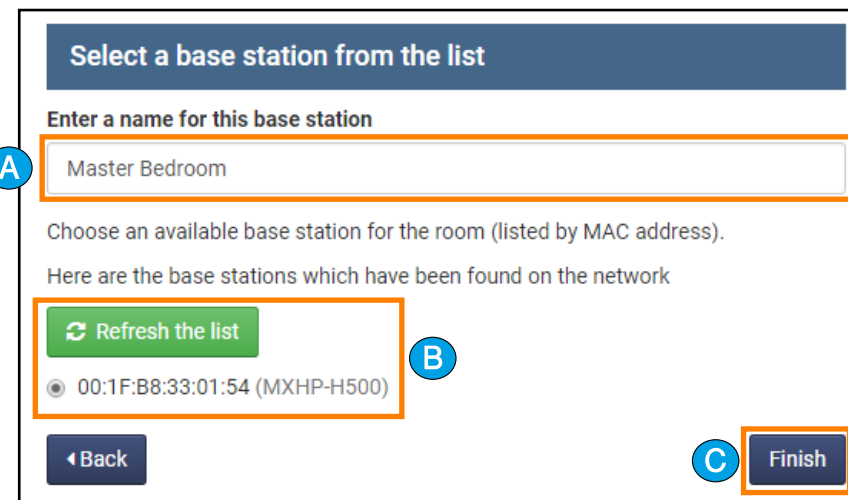 Select a base station from the list
Enter a name for this base station
A
Master Bedroom
Choose an available base station for the room (listed by MAC address).
Here are the base stations which have been found on the network
Refresh the list
B
00:1F:B8:33:01:54 (MXHP-H500)
Back
C
Finish